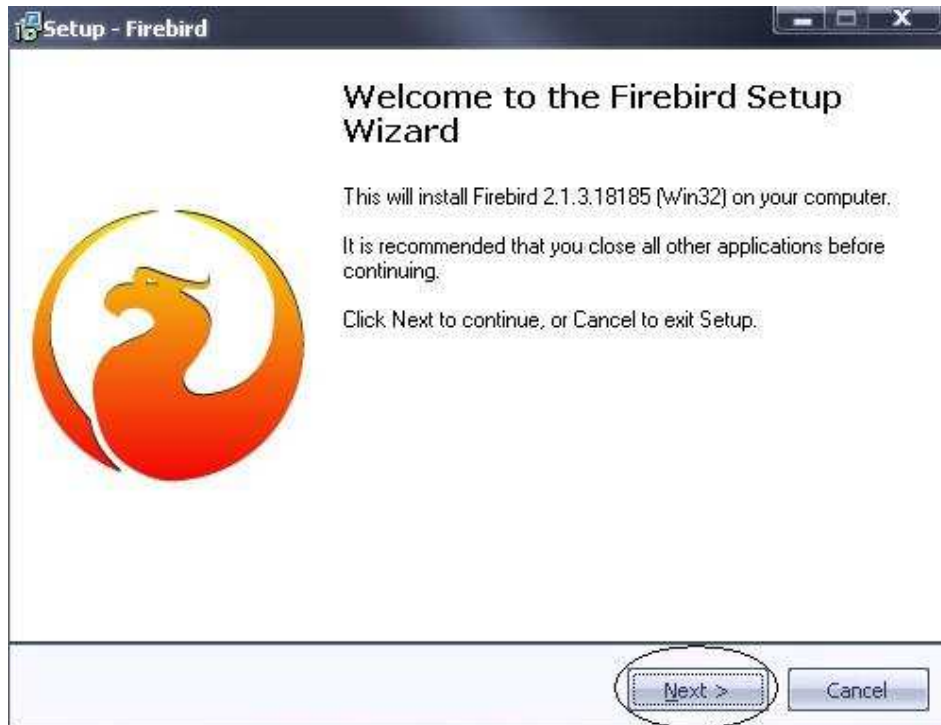 Setup - Firebird
Welcome to the Firebird Setup
Wizard
This will install Firebird 2.1.3.18185 (Win32) on your computer.
It is recommended that you close all other applications before
continuing.
Click Next to continue, or Cancel to exit Setup.
Next >
Cancel